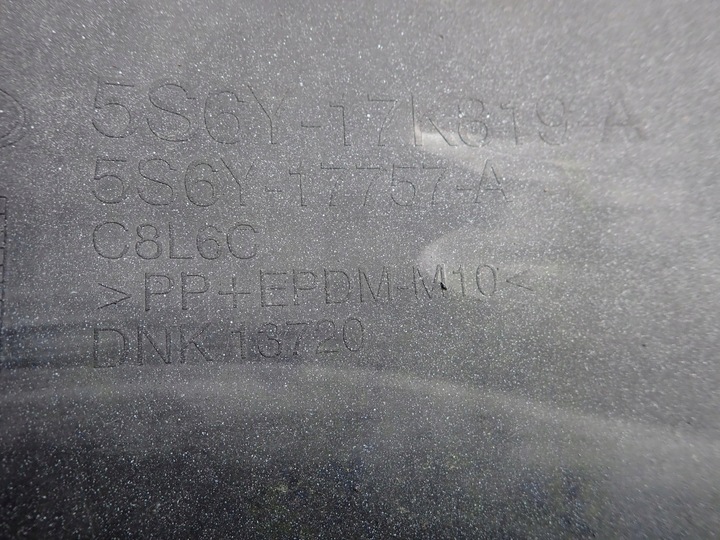 5S6Y-17K819-A
5S6Y-17757-A
C8L6C
>PP+EPDM-M10<
DNK 13720